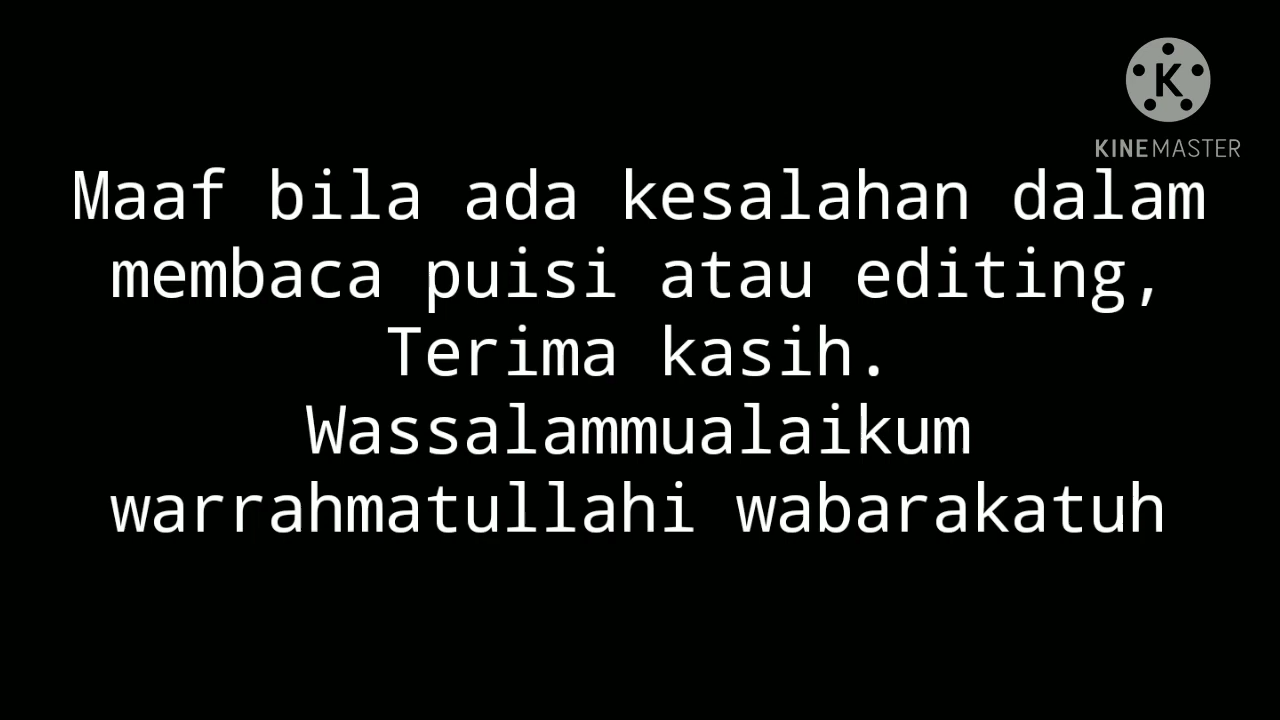 K
KINEMASTER
Maaf bila ada kesalahan dalam
membaca puisi atau editing,
Terima kasih.
Wassalammualaikum
warrahmatullahi wabarakatuh